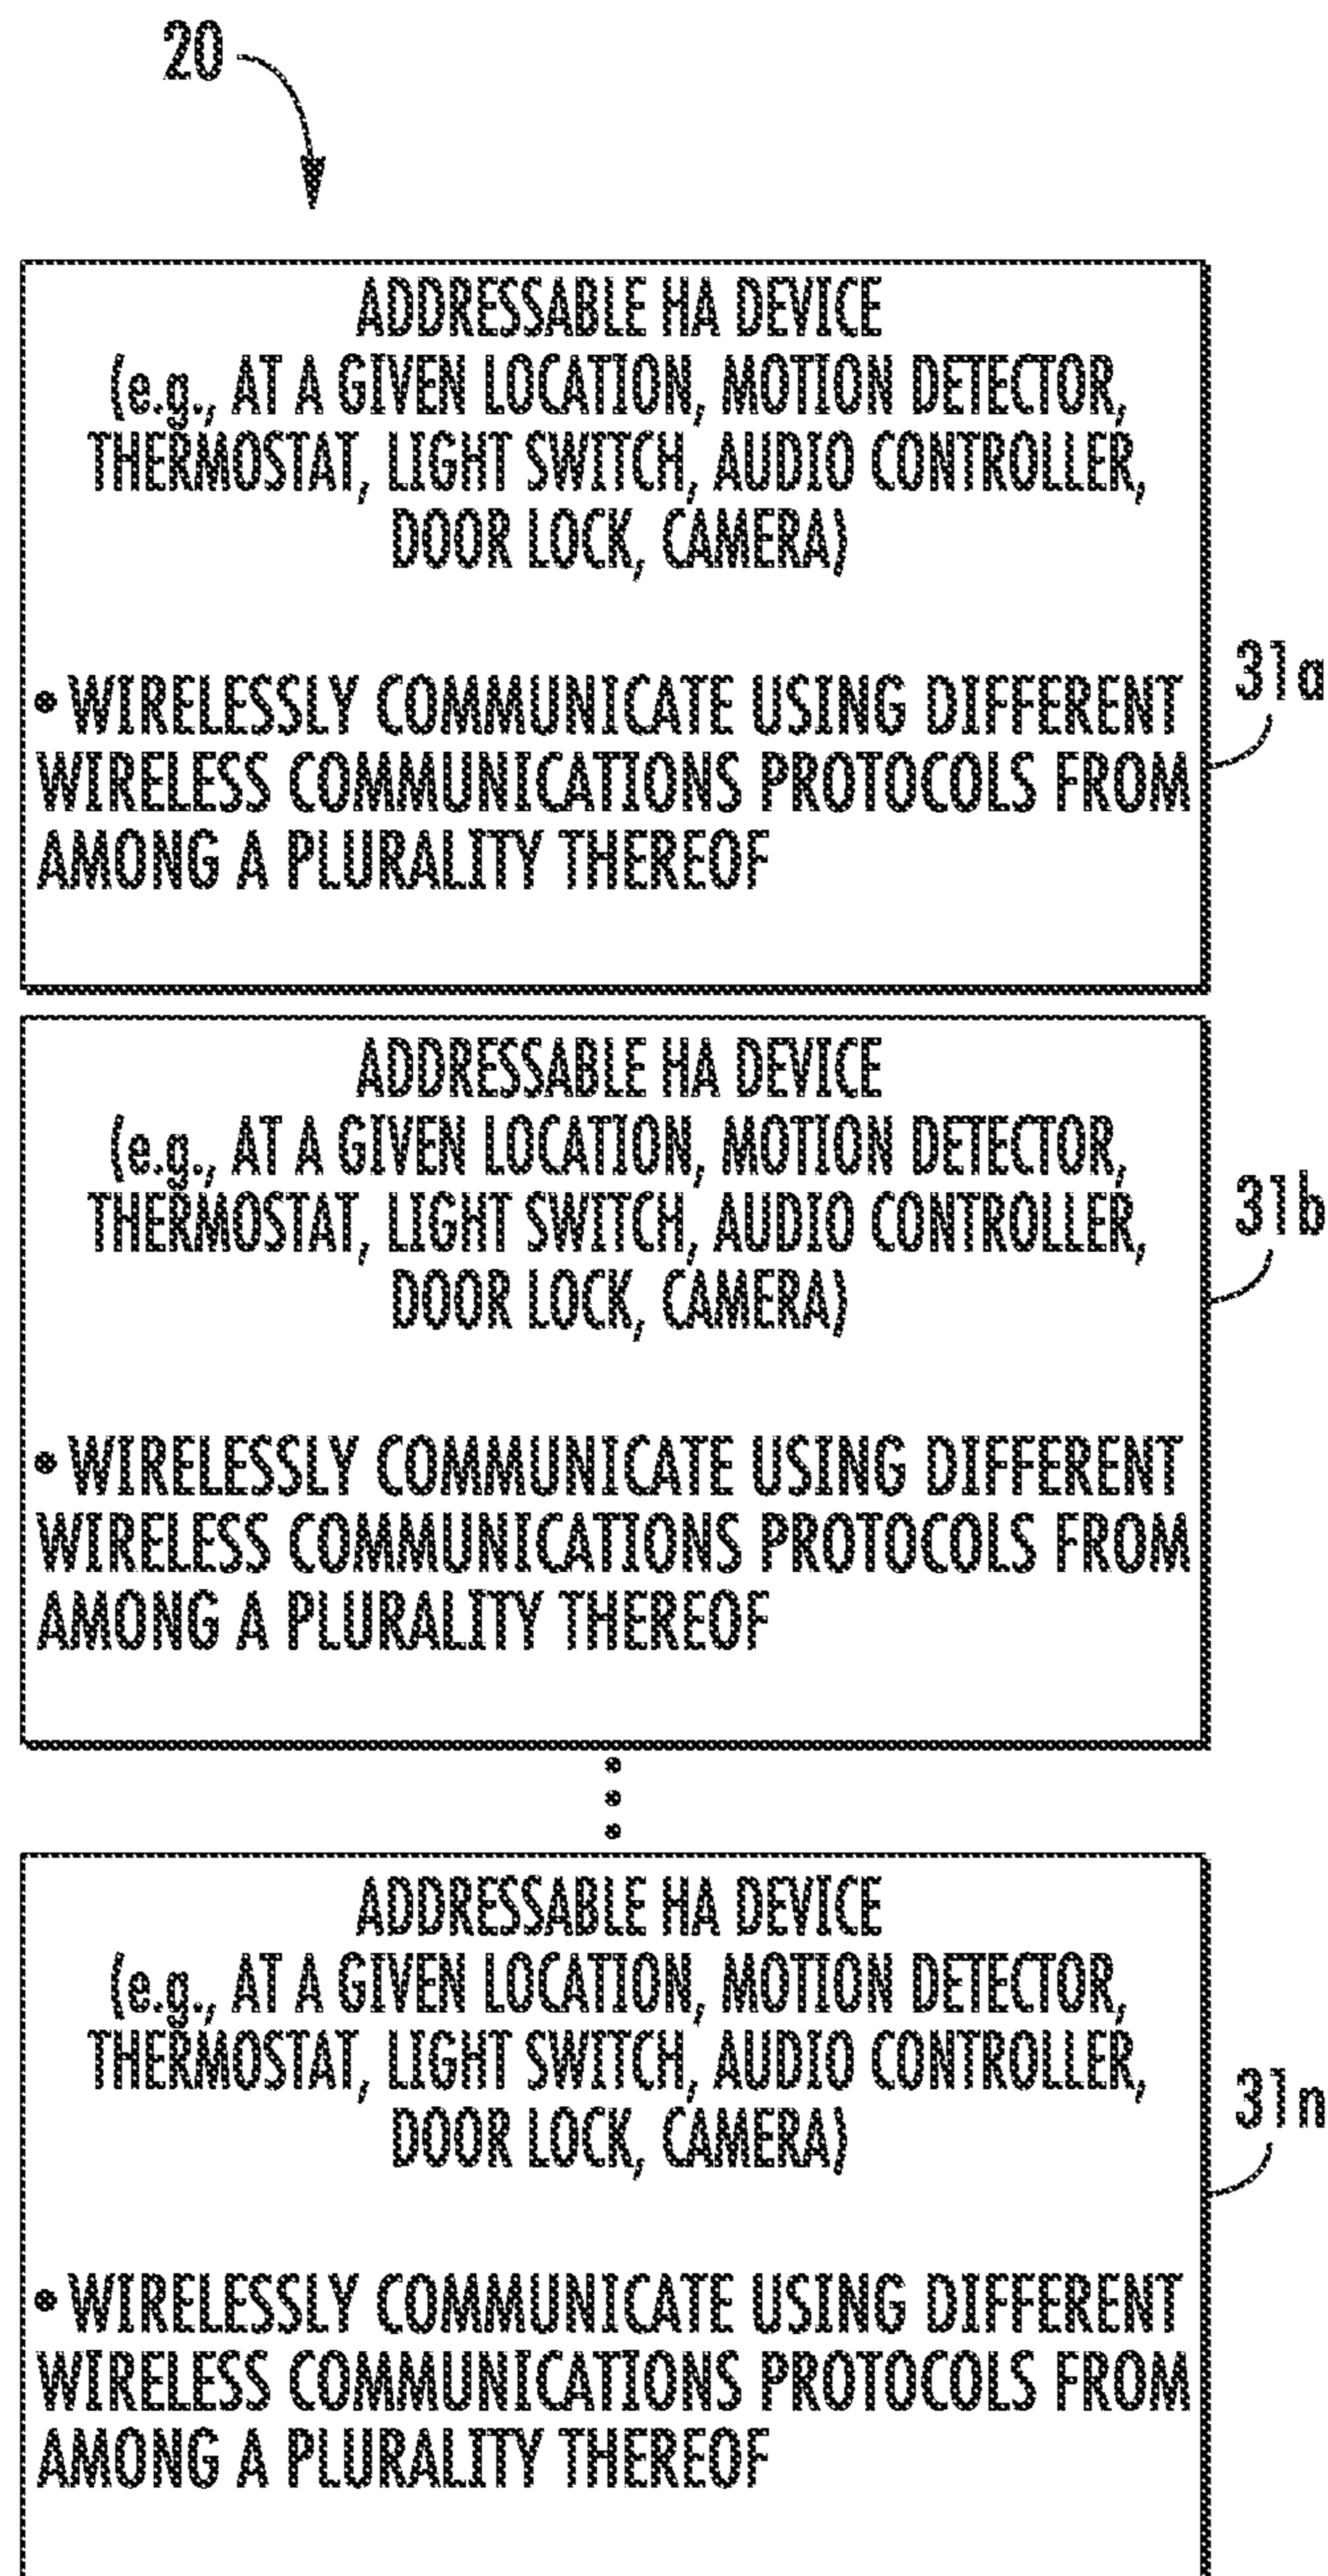 20
ADDRESSABLE HA DEVICE
(e.g., AT A GIVEN LOCATION, MOTION DETECTOR,
THERMOSTAT, LIGHT SWITCH, AUDIO CONTROLLER,
DOOR LOCK, CAMERA)
31a
• WIRELESSLY COMMUNICATE USING DIFFERENT
WIRELESS COMMUNICATIONS PROTOCOLS FROM
AMONG A PLURALITY THEREOF
ADDRESSABLE HA DEVICE
(e.g., AT A GIVEN LOCATION, MOTION DETECTOR,
THERMOSTAT, LIGHT SWITCH, AUDIO CONTROLLER,
DOOR LOCK, CAMERA)
31b
• WIRELESSLY COMMUNICATE USING DIFFERENT
WIRELESS COMMUNICATIONS PROTOCOLS FROM
AMONG A PLURALITY THEREOF
ADDRESSABLE HA DEVICE
(e.g., AT A GIVEN LOCATION, MOTION DETECTOR,
THERMOSTAT, LIGHT SWITCH, AUDIO CONTROLLER,
DOOR LOCK, CAMERA)
31n
• WIRELESSLY COMMUNICATE USING DIFFERENT
WIRELESS COMMUNICATIONS PROTOCOLS FROM
AMONG A PLURALITY THEREOF